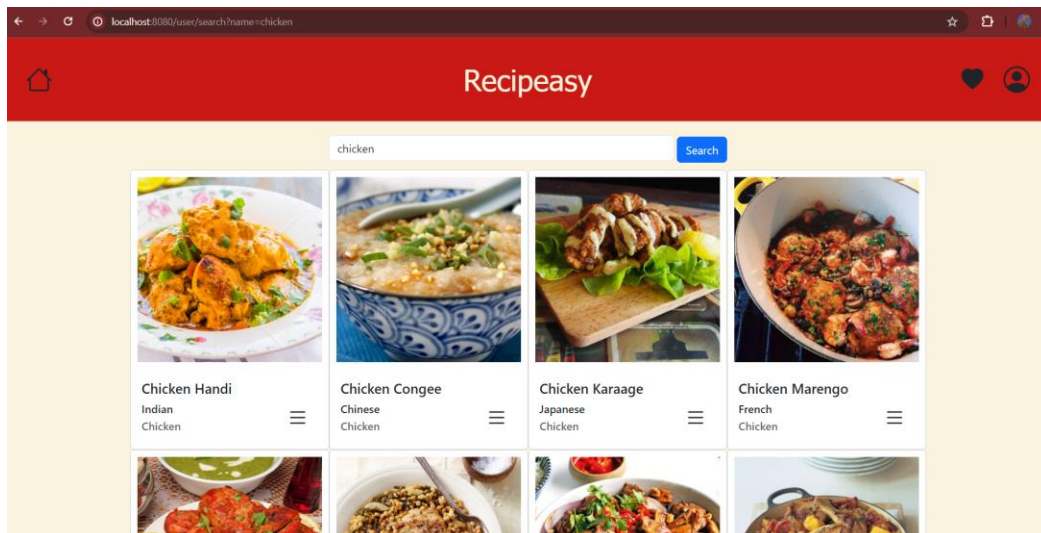 localhost:8080/user/search?name=chicken
Recipeasy
chicken
Search
Chicken Handi
Indian
Chicken
Chicken Congee
Chinese
Chicken
Chicken Karaage
Japanese
Chicken
Chicken Marengo
French
Chicken